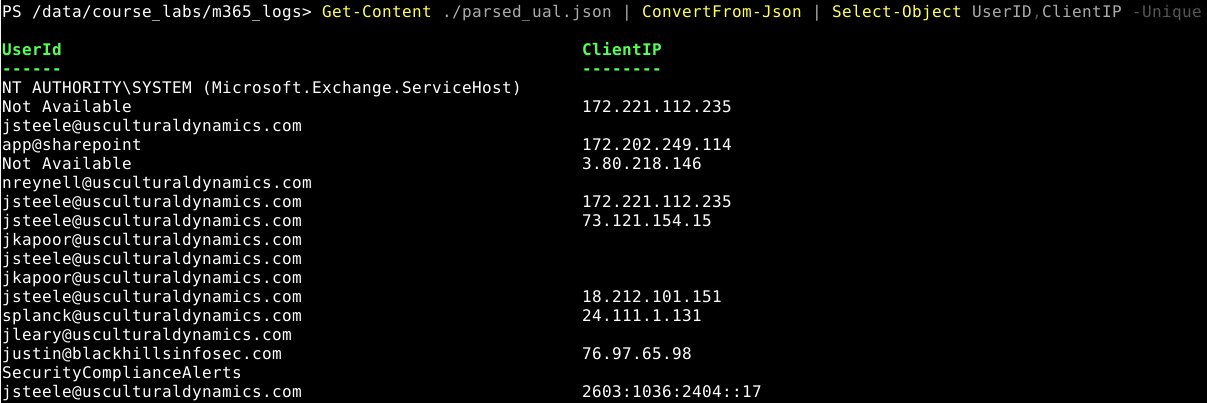 PS /data/course_labs/m365_logs> Get-Content ./parsed_ual.json | ConvertFrom-Json | Select-Object UserID,ClientIP -Unique
UserId ClientIP
------ --------
NT AUTHORITY\SYSTEM (Microsoft.Exchange.ServiceHost)
Not Available 172.221.112.235
jsteele@usculturaldynamics.com
app@sharepoint 172.202.249.114
Not Available 3.80.218.146
nreynell@usculturaldynamics.com
jsteele@usculturaldynamics.com 172.221.112.235
jsteele@usculturaldynamics.com 73.121.154.15
jkapoor@usculturaldynamics.com
jsteele@usculturaldynamics.com
jkapoor@usculturaldynamics.com
jsteele@usculturaldynamics.com 18.212.101.151
splanck@usculturaldynamics.com 24.111.1.131
jleary@usculturaldynamics.com
justin@blackhillsinfosec.com 76.97.65.98
SecurityComplianceAlerts
jsteele@usculturaldynamics.com 2603:1036:2404::17